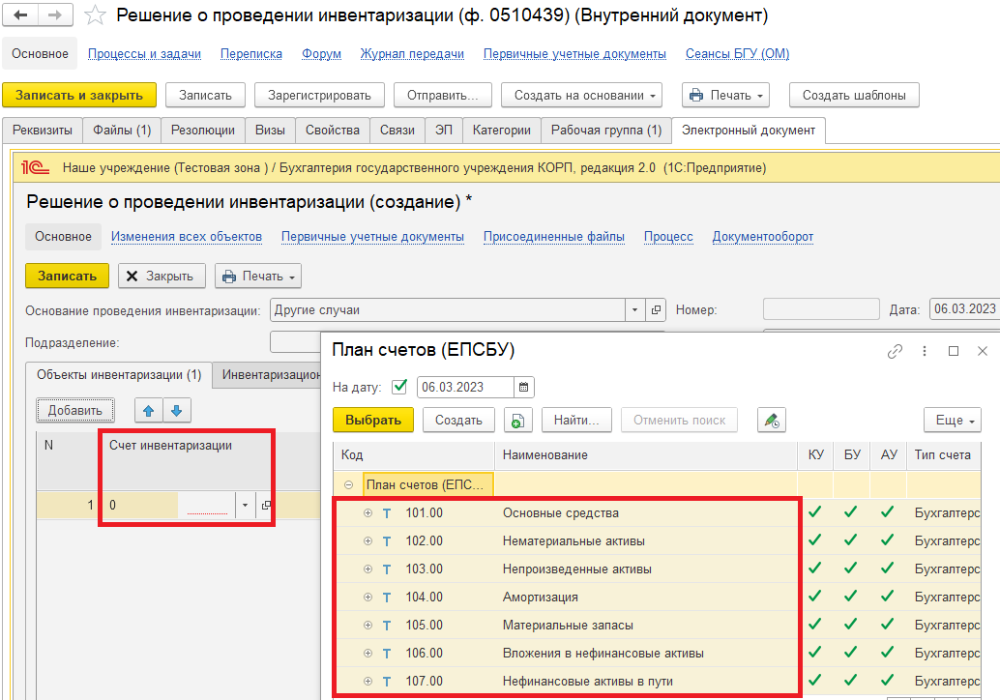 Решение о проведении инвентаризации (ф. 0510439) (Внутренний документ)
Основное Процессы и задачи Переписка Форум Журнал передачи Первичные учетные документы Сеансы БГУ (ОМ)
Записать и закрыть Записать Зарегистрировать Отправить... Создать на основании Печать Создать шаблоны
Реквизиты Файлы (1) Резолюции Визы Свойства Связи ЭП Категории Рабочая группа (1) Электронный документ
1С Наше учреждение (Тестовая зона ) / Бухгалтерия государственного учреждения КОРП, редакция 2.0 (1С:Предприятие)
Решение о проведении инвентаризации (создание) *
Основное Изменения всех объектов Первичные учетные документы Присоединенные файлы Процесс Документооборот
Записать Закрыть Печать
Основание проведения инвентаризации: Другие случаи Номер: Дата: 06.03.2023
Подразделение:
План счетов (ЕПСБУ)
Объекты инвентаризации (1) Инвентаризацион
На дату: 06.03.2023
Добавить
Выбрать Создать Найти... Отменить поиск Еще
N Счет инвентаризации
Код Наименование КУ БУ АУ Тип счета
План счетов (ЕПС...
1 0
101.00 Основные средства Бухгалтерс
102.00 Нематериальные активы Бухгалтерс
103.00 Непроизведенные активы Бухгалтерс
104.00 Амортизация Бухгалтерс
105.00 Материальные запасы Бухгалтерс
106.00 Вложения в нефинансовые активы Бухгалтерс
107.00 Нефинансовые активы в пути Бухгалтерс